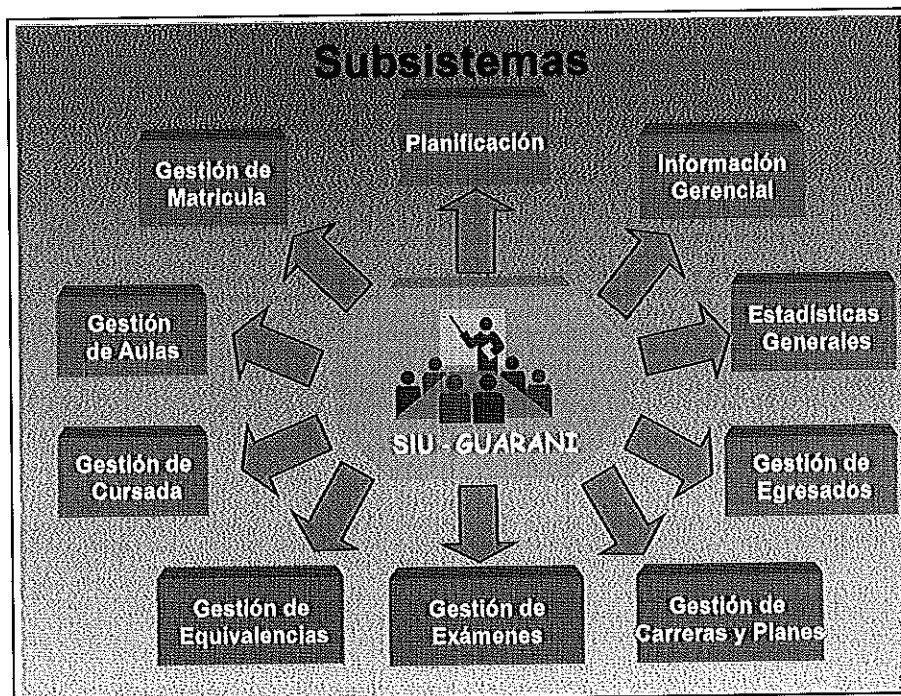 Subsistemas
Planificación
Gestión de
Matricula
Información
Gerencial
Gestión
de Aulas
Estadísticas
Generales
SIU - GUARANI
Gestión de
Cursada
Gestión de
Egresados
Gestión de
Equivalencias
Gestión de
Exámenes
Gestión de
Carreras y Planes